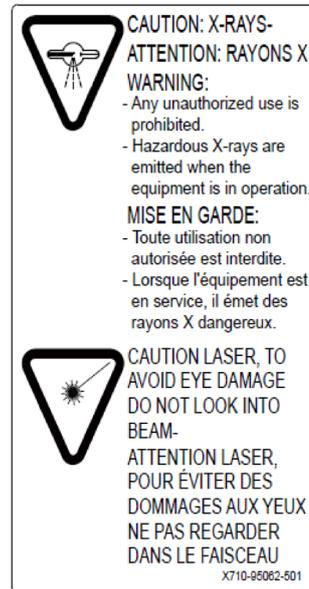 CAUTION: X-RAYS-
ATTENTION: RAYONS X
WARNING:
- Any unauthorized use is
prohibited.
- Hazardous X-rays are
emitted when the
equipment is in operation.
MISE EN GARDE:
- Toute utilisation non
autorisée est interdite.
- Lorsque l'équipement est
en service, il émet des
rayons X dangereux.
CAUTION LASER, TO
AVOID EYE DAMAGE
DO NOT LOOK INTO
BEAM-
ATTENTION LASER,
POUR ÉVITER DES
DOMMAGES AUX YEUX
NE PAS REGARDER
DANS LE FAISCEAU
X710-95062-501